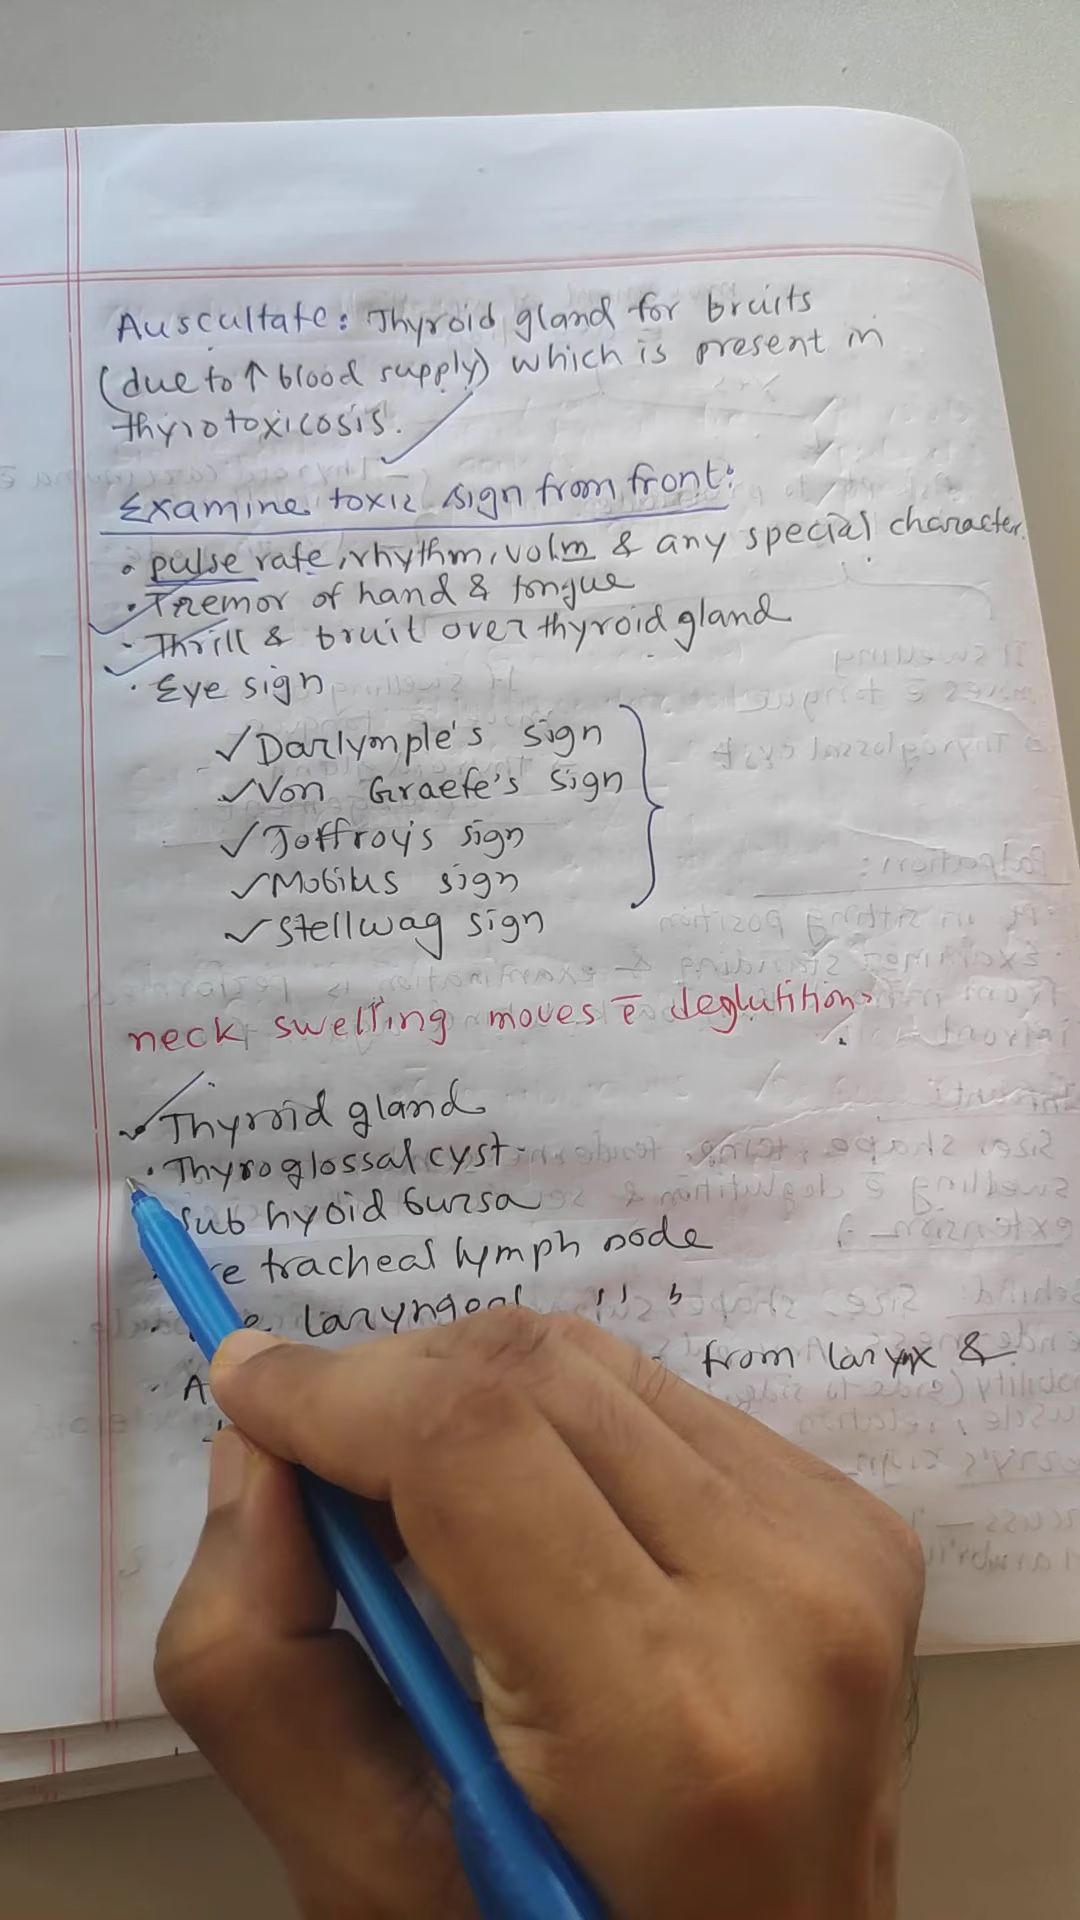 Auscultate: Thyroid gland for bruits
(due to ↑ blood supply) which is present in
thyrotoxicosis.
Examine toxic sign from front:
• pulse rate, rhythm, volm & any special character.
• Tremor of hand & tongue
• Thrill & bruit over thyroid gland
• Eye sign
✓ Darlymple's sign
✓ Von Graefe's sign
✓ Joffroy's sign
✓ Mobius sign
✓ Stellwag sign
neck swelling moves c̄ deglutition:
• Thyroid gland
• Thyroglossal cyst
sub hyoid bursa
tracheal lymph node
laryngeal " "
from larynx &